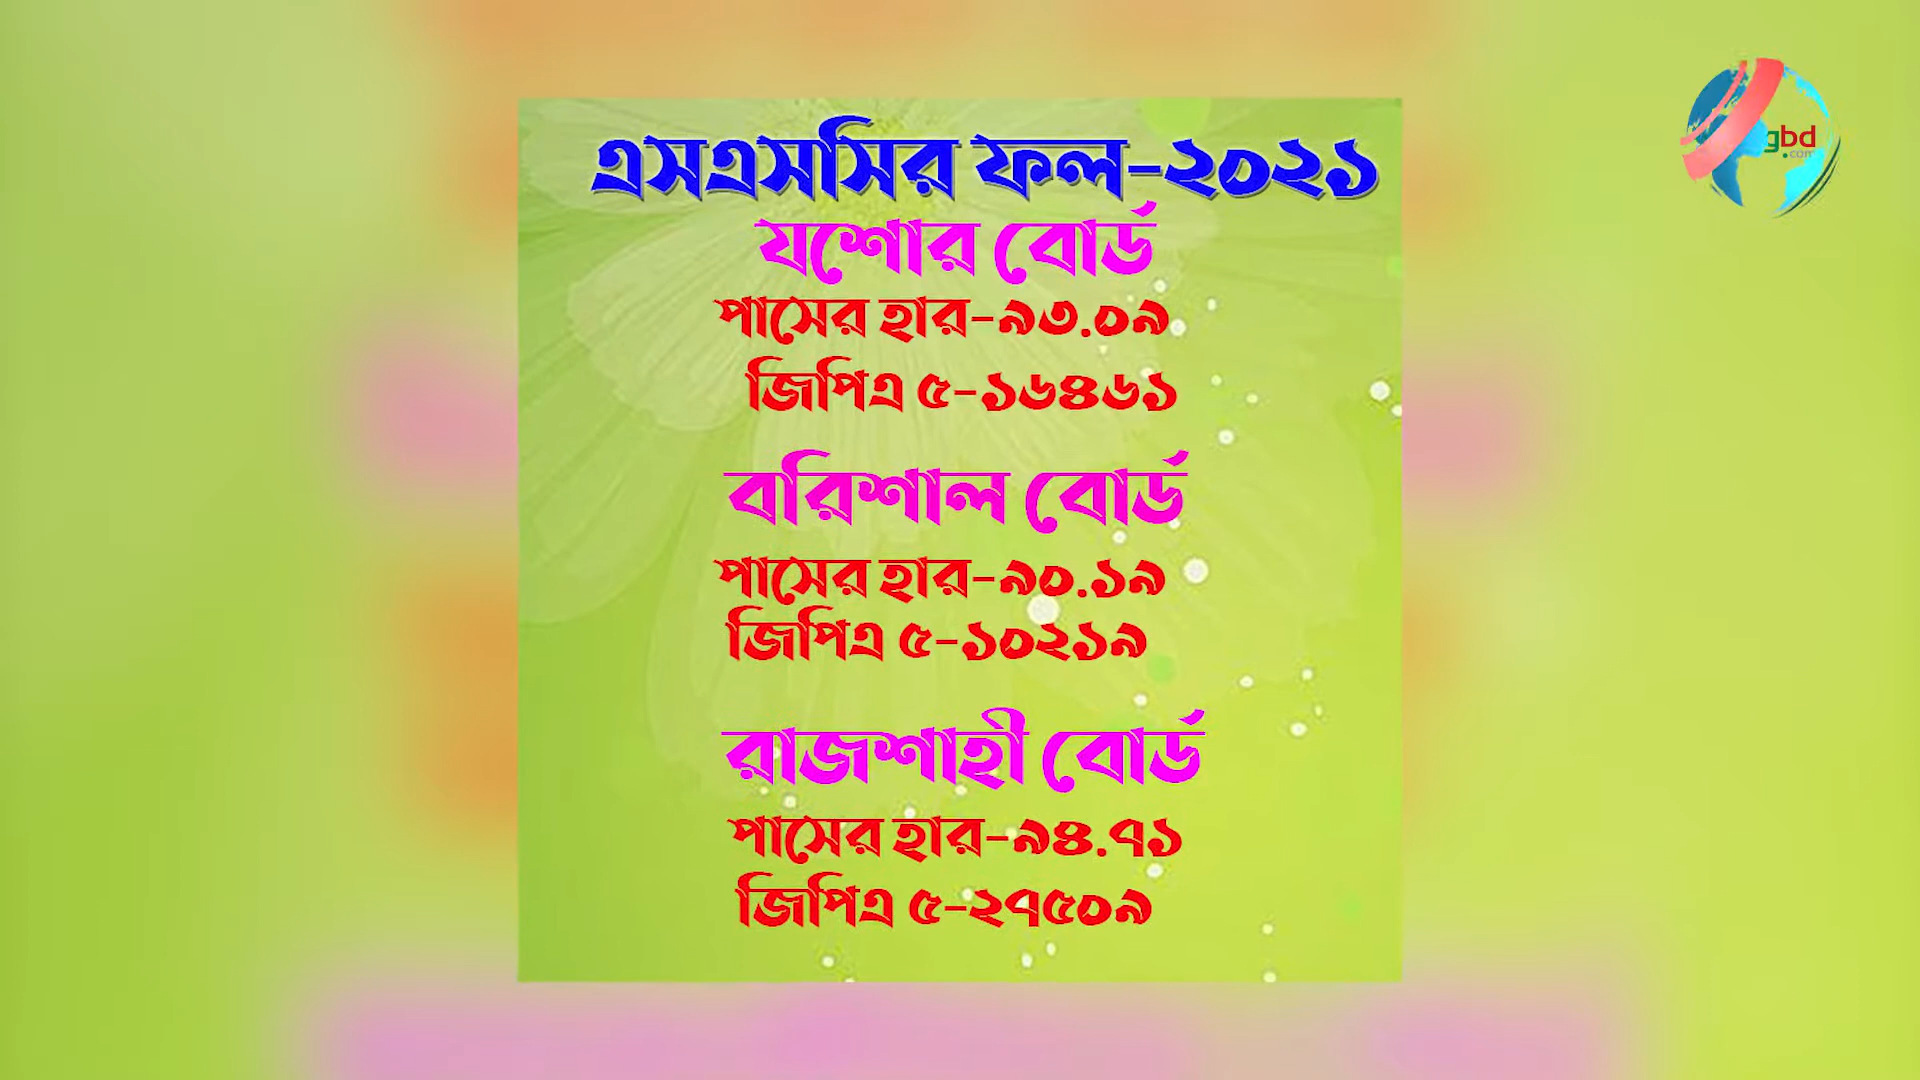 এসএসসির ফল-২০২১
যশোর বোর্ড
পাসের হার-৯৩.০৯
জিপিএ ৫-১৬৪৬১
বরিশাল বোর্ড
পাসের হার-৯০.১৯
জিপিএ ৫-১০২১৯
রাজশাহী বোর্ড
পাসের হার-৯৪.৭১
জিপিএ ৫-২৭৫০৯
gbd
.com